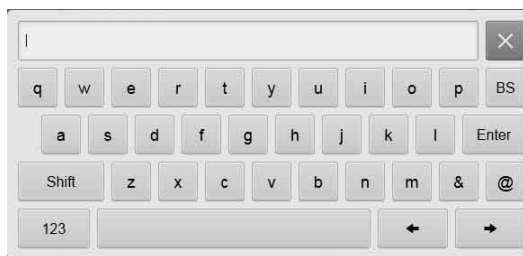 q w e r t y u i o p BS
a s d f g h j k l Enter
Shift z x c v b n m & @
123